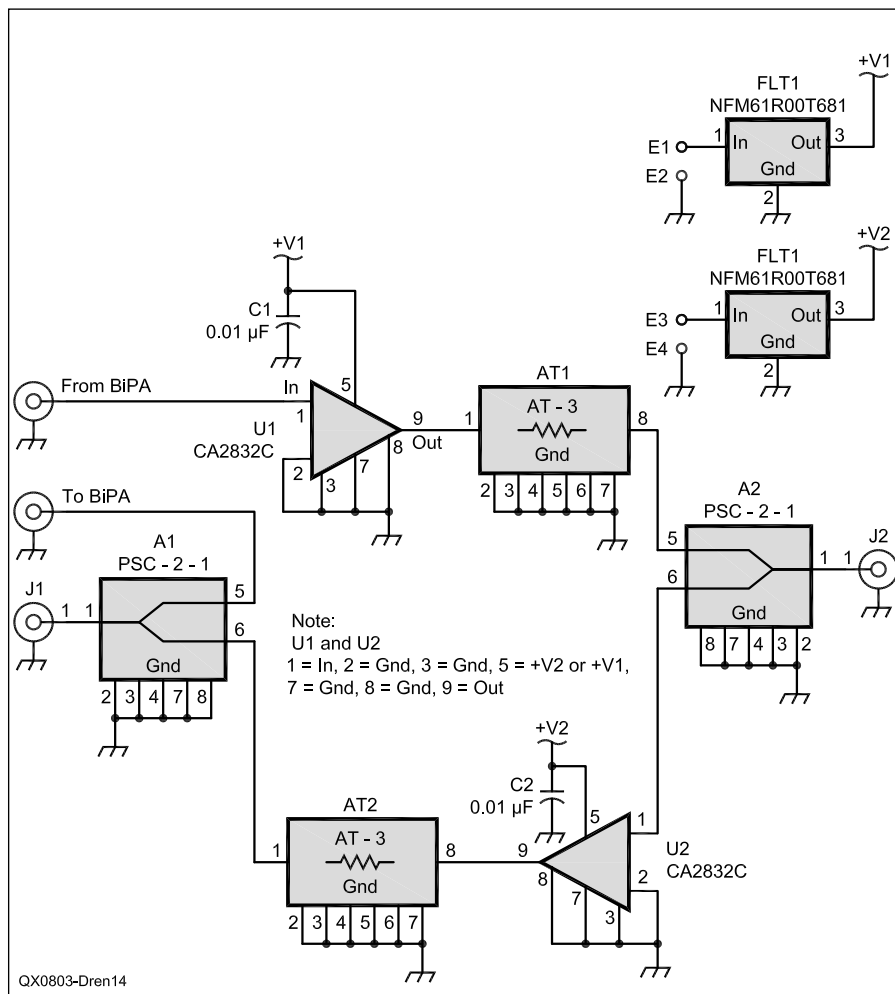 +V1
FLT1
NFM61R00T681
E1
1
In
Out
3
E2
Gnd
2
+V2
FLT1
NFM61R00T681
E3
1
In
Out
3
E4
Gnd
2
+V1
C1
0.01 µF
From BiPA
In
1
5
U1
CA2832C
2
3
7
8
9
Out
AT1
1
AT - 3
8
Gnd
2 3 4 5 6 7
To BiPA
A1
PSC - 2 - 1
J1
1 1
5
6
Gnd
2 3 4 7 8
A2
PSC - 2 - 1
5
6
1 1
J2
Gnd
8 7 4 3 2
Note:
U1 and U2
1 = In, 2 = Gnd, 3 = Gnd, 5 = +V2 or +V1,
7 = Gnd, 8 = Gnd, 9 = Out
+V2
C2
0.01 µF
5
1
U2
CA2832C
2
9
8
7
3
AT2
1
AT - 3
8
Gnd
2 3 4 5 6 7
QX0803-Dren14